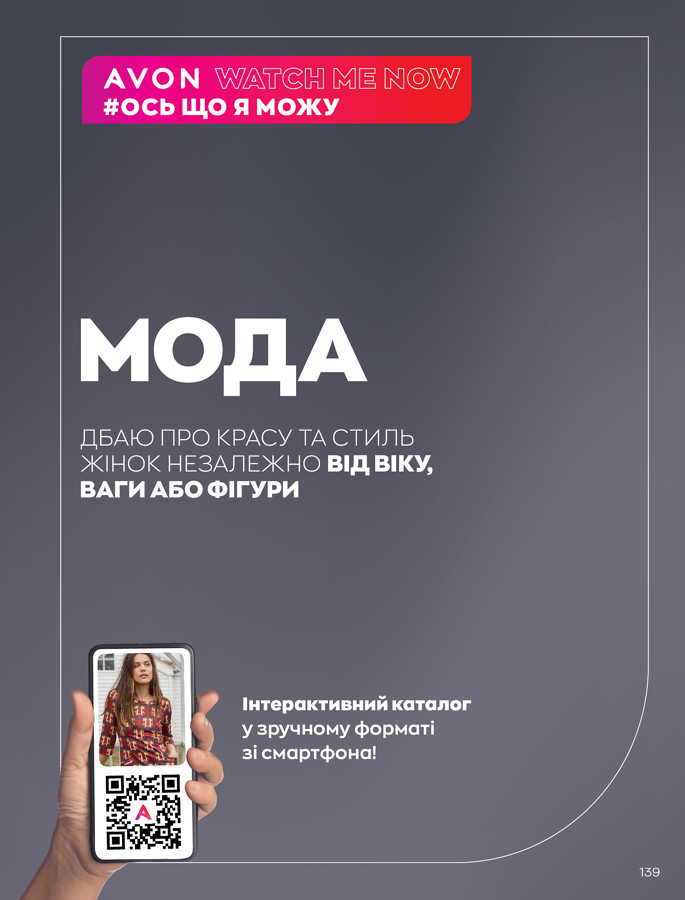 AVON WATCH ME NOW
#ОСЬ ЩО Я МОЖУ
МОДА
ДБАЮ ПРО КРАСУ ТА СТИЛЬ
ЖІНОК НЕЗАЛЕЖНО ВІД ВІКУ,
ВАГИ АБО ФІГУРИ
Інтерактивний каталог
у зручному форматі
зі смартфона!
A
139